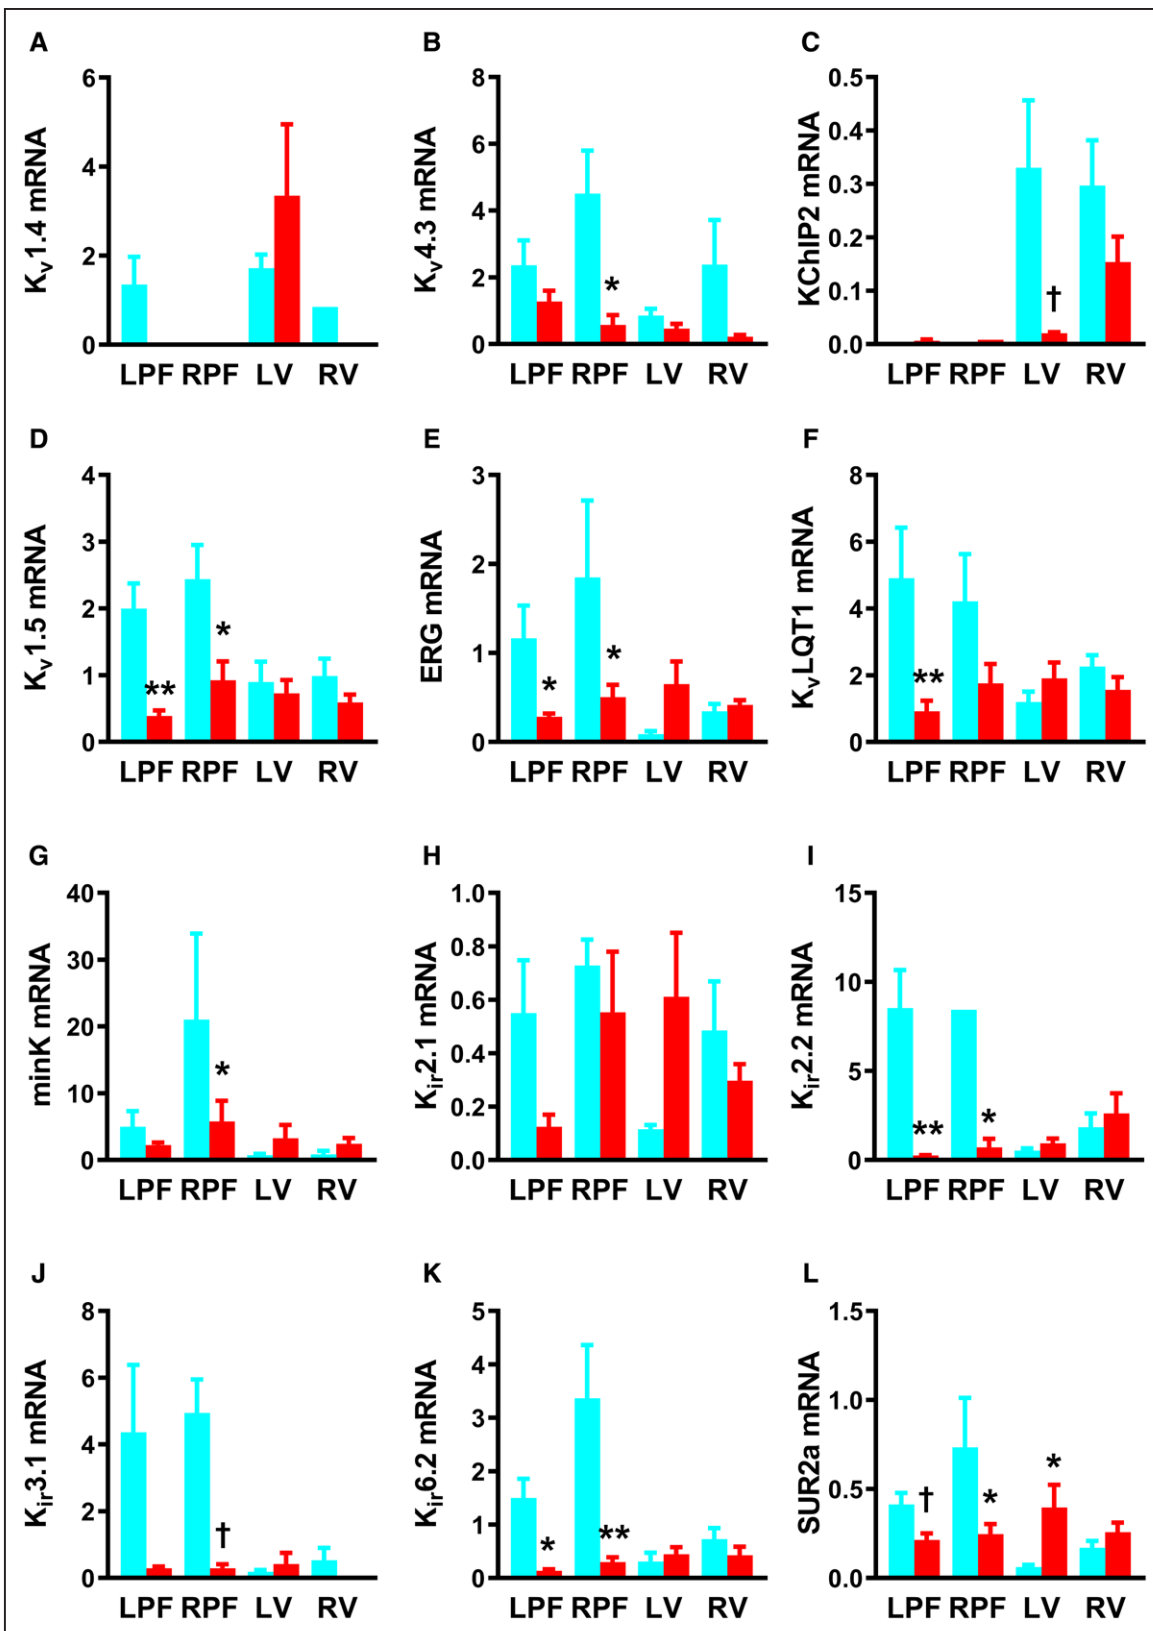 A
B
C
Kv1.4 mRNA
6
4
2
0
LPF RPF LV RV
Kv4.3 mRNA
8
6
4
2
0
*
LPF RPF LV RV
KChIP2 mRNA
0.5
0.4
0.3
0.2
0.1
0.0
†
LPF RPF LV RV
D
E
F
Kv1.5 mRNA
4
3
2
1
0
** *
LPF RPF LV RV
ERG mRNA
3
2
1
0
* *
LPF RPF LV RV
KvLQT1 mRNA
8
6
4
2
0
**
LPF RPF LV RV
G
H
I
minK mRNA
40
30
20
10
0
*
LPF RPF LV RV
Kir2.1 mRNA
1.0
0.8
0.6
0.4
0.2
0.0
LPF RPF LV RV
Kir2.2 mRNA
15
10
5
0
** *
LPF RPF LV RV
J
K
L
Kir3.1 mRNA
8
6
4
2
0
†
LPF RPF LV RV
Kir6.2 mRNA
5
4
3
2
1
0
* **
LPF RPF LV RV
SUR2a mRNA
1.5
1.0
0.5
0.0
† * *
LPF RPF LV RV